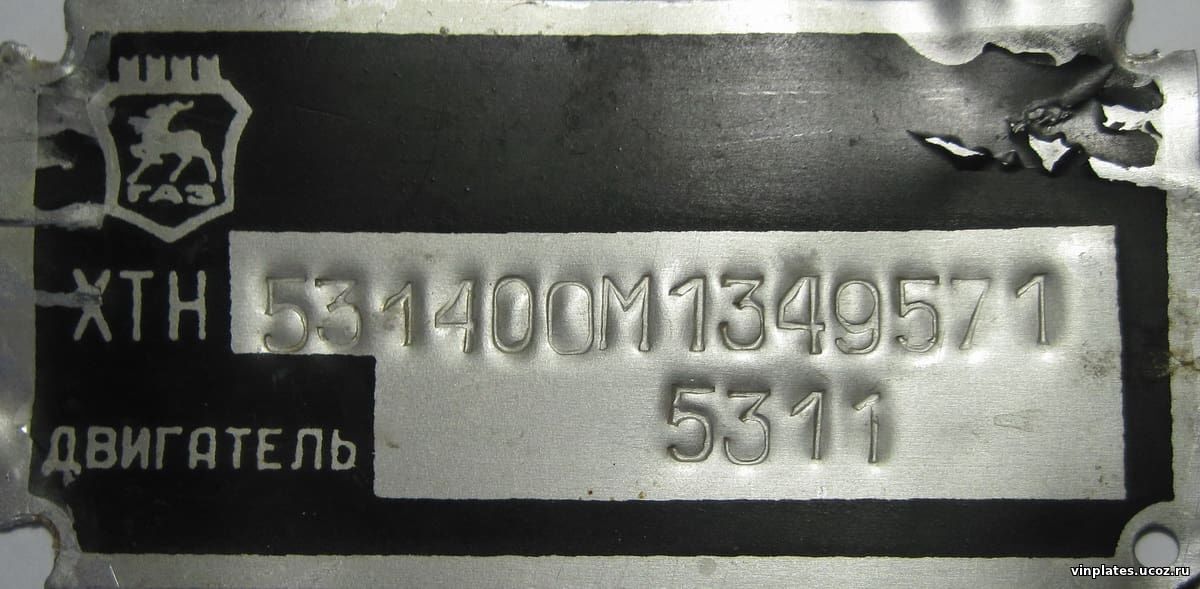 ГАЗ
ХТН 531400М1349571
5311
ДВИГАТЕЛЬ
vinplates.ucoz.ru